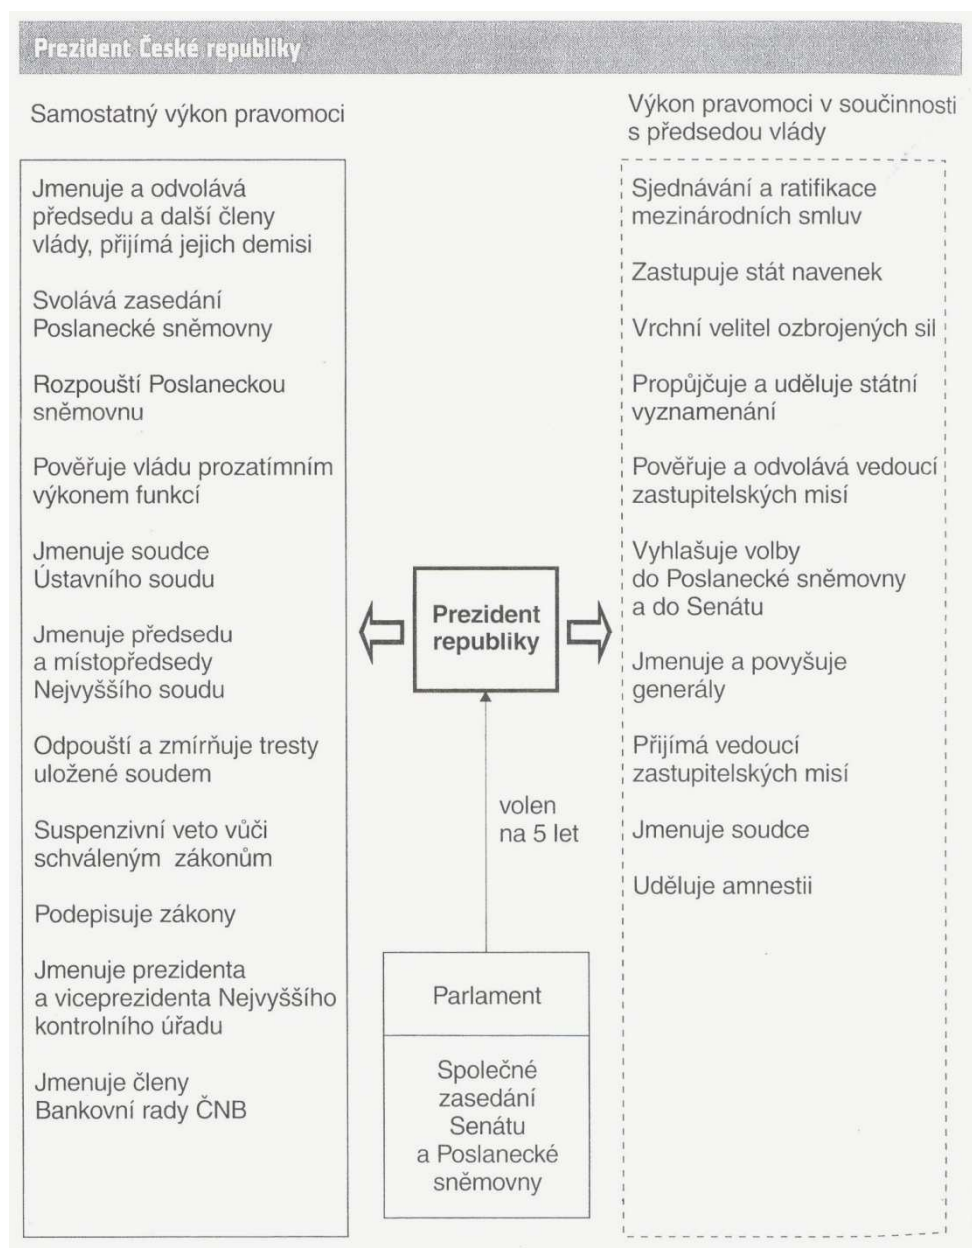 Prezident České republiky
Samostatný výkon pravomoci
Jmenuje a odvolává
předsedu a další členy
vlády, přijímá jejich demisi
Svolává zasedání
Poslanecké sněmovny
Rozpouští Poslaneckou
sněmovnu
Pověřuje vládu prozatímním
výkonem funkcí
Jmenuje soudce
Ústavního soudu
Jmenuje předsedu
a místopředsedy
Nejvyššího soudu
Odpouští a zmírňuje tresty
uložené soudem
Suspenzivní veto vůči
schváleným zákonům
Podepisuje zákony
Jmenuje prezidenta
a viceprezidenta Nejvyššího
kontrolního úřadu
Jmenuje členy
Bankovní rady ČNB
Prezident
republiky
volen
na 5 let
Parlament
Společné
zasedání
Senátu
a Poslanecké
sněmovny
Výkon pravomoci v součinnosti
s předsedou vlády
Sjednávání a ratifikace
mezinárodních smluv
Zastupuje stát navenek
Vrchní velitel ozbrojených sil
Propůjčuje a uděluje státní
vyznamenání
Pověřuje a odvolává vedoucí
zastupitelských misí
Vyhlašuje volby
do Poslanecké sněmovny
a do Senátu
Jmenuje a povyšuje
generály
Přijímá vedoucí
zastupitelských misí
Jmenuje soudce
Uděluje amnestii